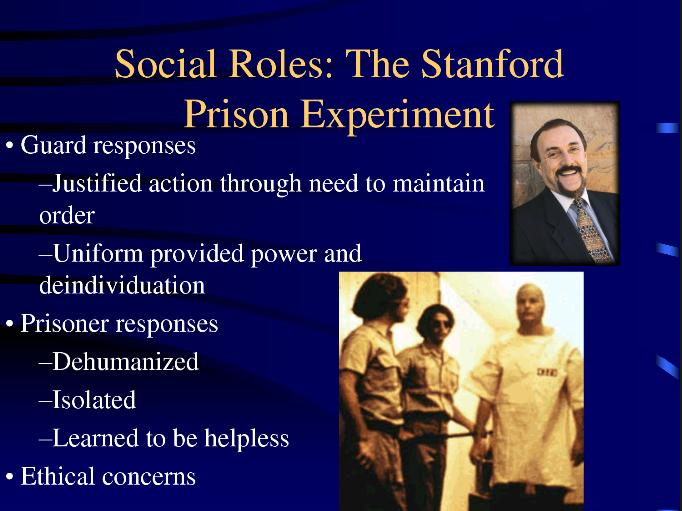 Social Roles: The Stanford
Prison Experiment
• Guard responses
–Justified action through need to maintain
order
–Uniform provided power and
deindividuation
• Prisoner responses
–Dehumanized
–Isolated
–Learned to be helpless
• Ethical concerns